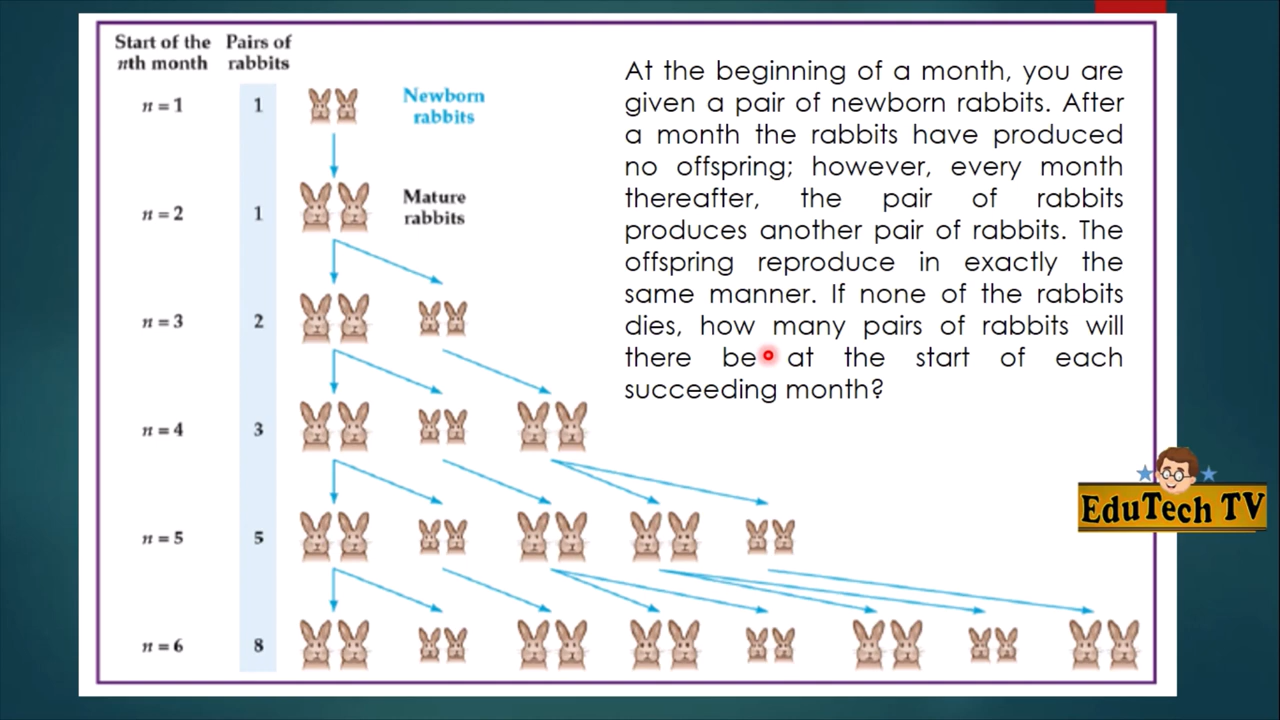 Start of the nth month
Pairs of rabbits
n = 1
1
Newborn rabbits
n = 2
1
Mature rabbits
n = 3
2
n = 4
3
n = 5
5
n = 6
8
At the beginning of a month, you are
given a pair of newborn rabbits. After
a month the rabbits have produced
no offspring; however, every month
thereafter, the pair of rabbits
produces another pair of rabbits. The
offspring reproduce in exactly the
same manner. If none of the rabbits
dies, how many pairs of rabbits will
there be at the start of each
succeeding month?
EduTech TV